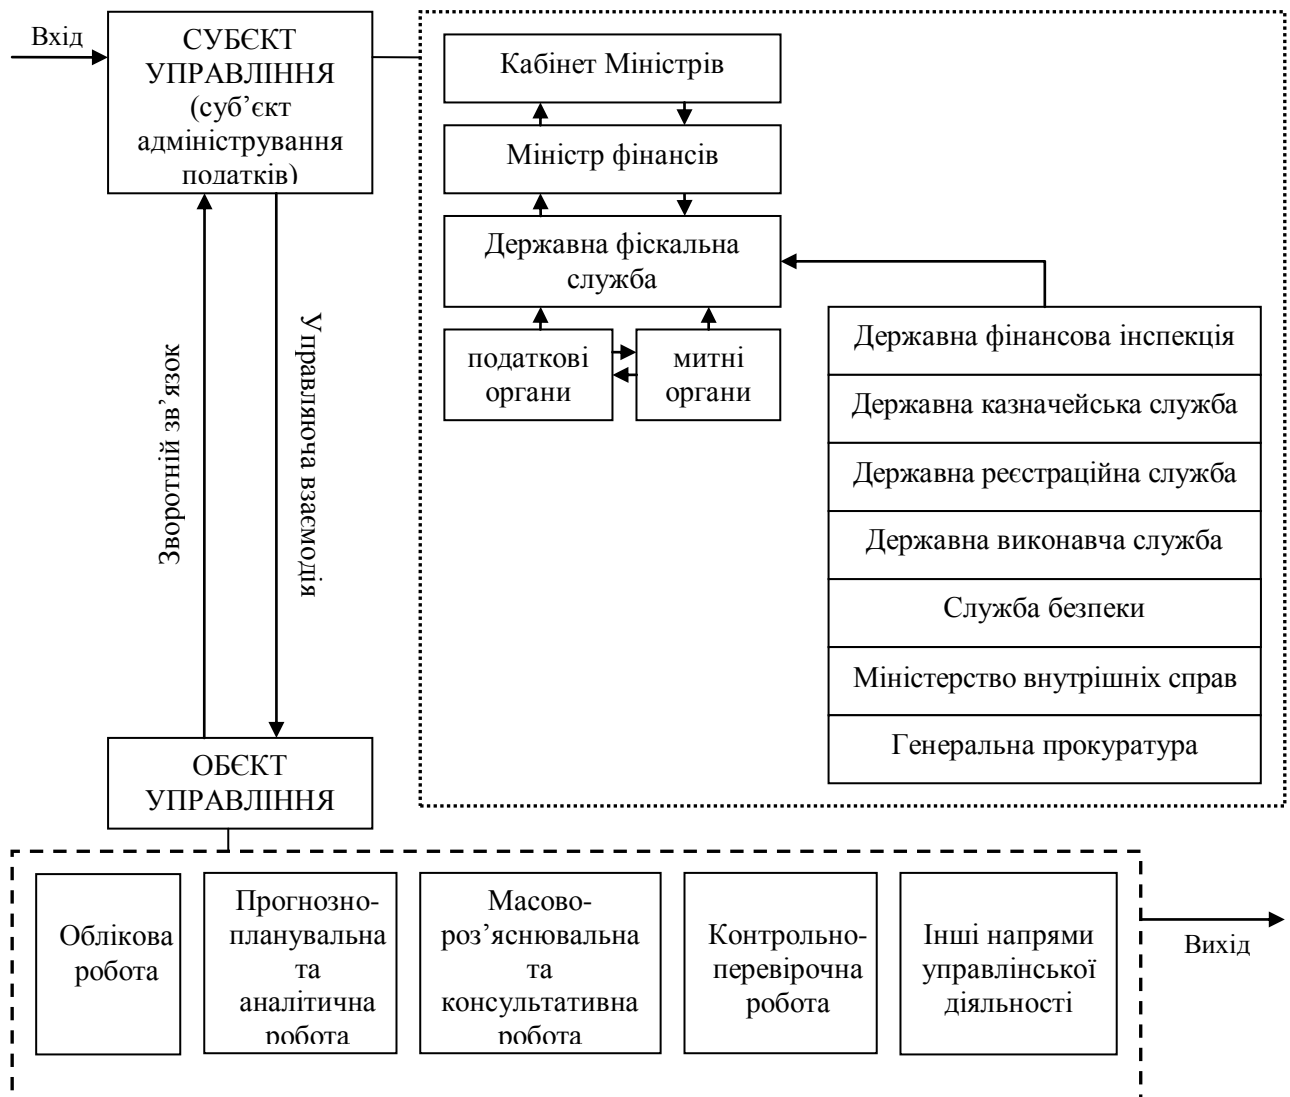 Вхід
СУБЄКТ
УПРАВЛІННЯ
(суб’єкт
адміністрування
податків)
Кабінет Міністрів
Міністр фінансів
Державна фіскальна
служба
податкові
органи
митні
органи
Державна фінансова інспекція
Державна казначейська служба
Державна реєстраційна служба
Державна виконавча служба
Служба безпеки
Міністерство внутрішніх справ
Генеральна прокуратура
Зворотній зв’язок
Управляюча взаємодія
ОБЄКТ
УПРАВЛІННЯ
Облікова
робота
Прогнозно-
планувальна
та
аналітична
робота
Масово-
роз’яснювальна
та
консультативна
робота
Контрольно-
перевірочна
робота
Інші напрями
управлінської
діяльності
Вихід